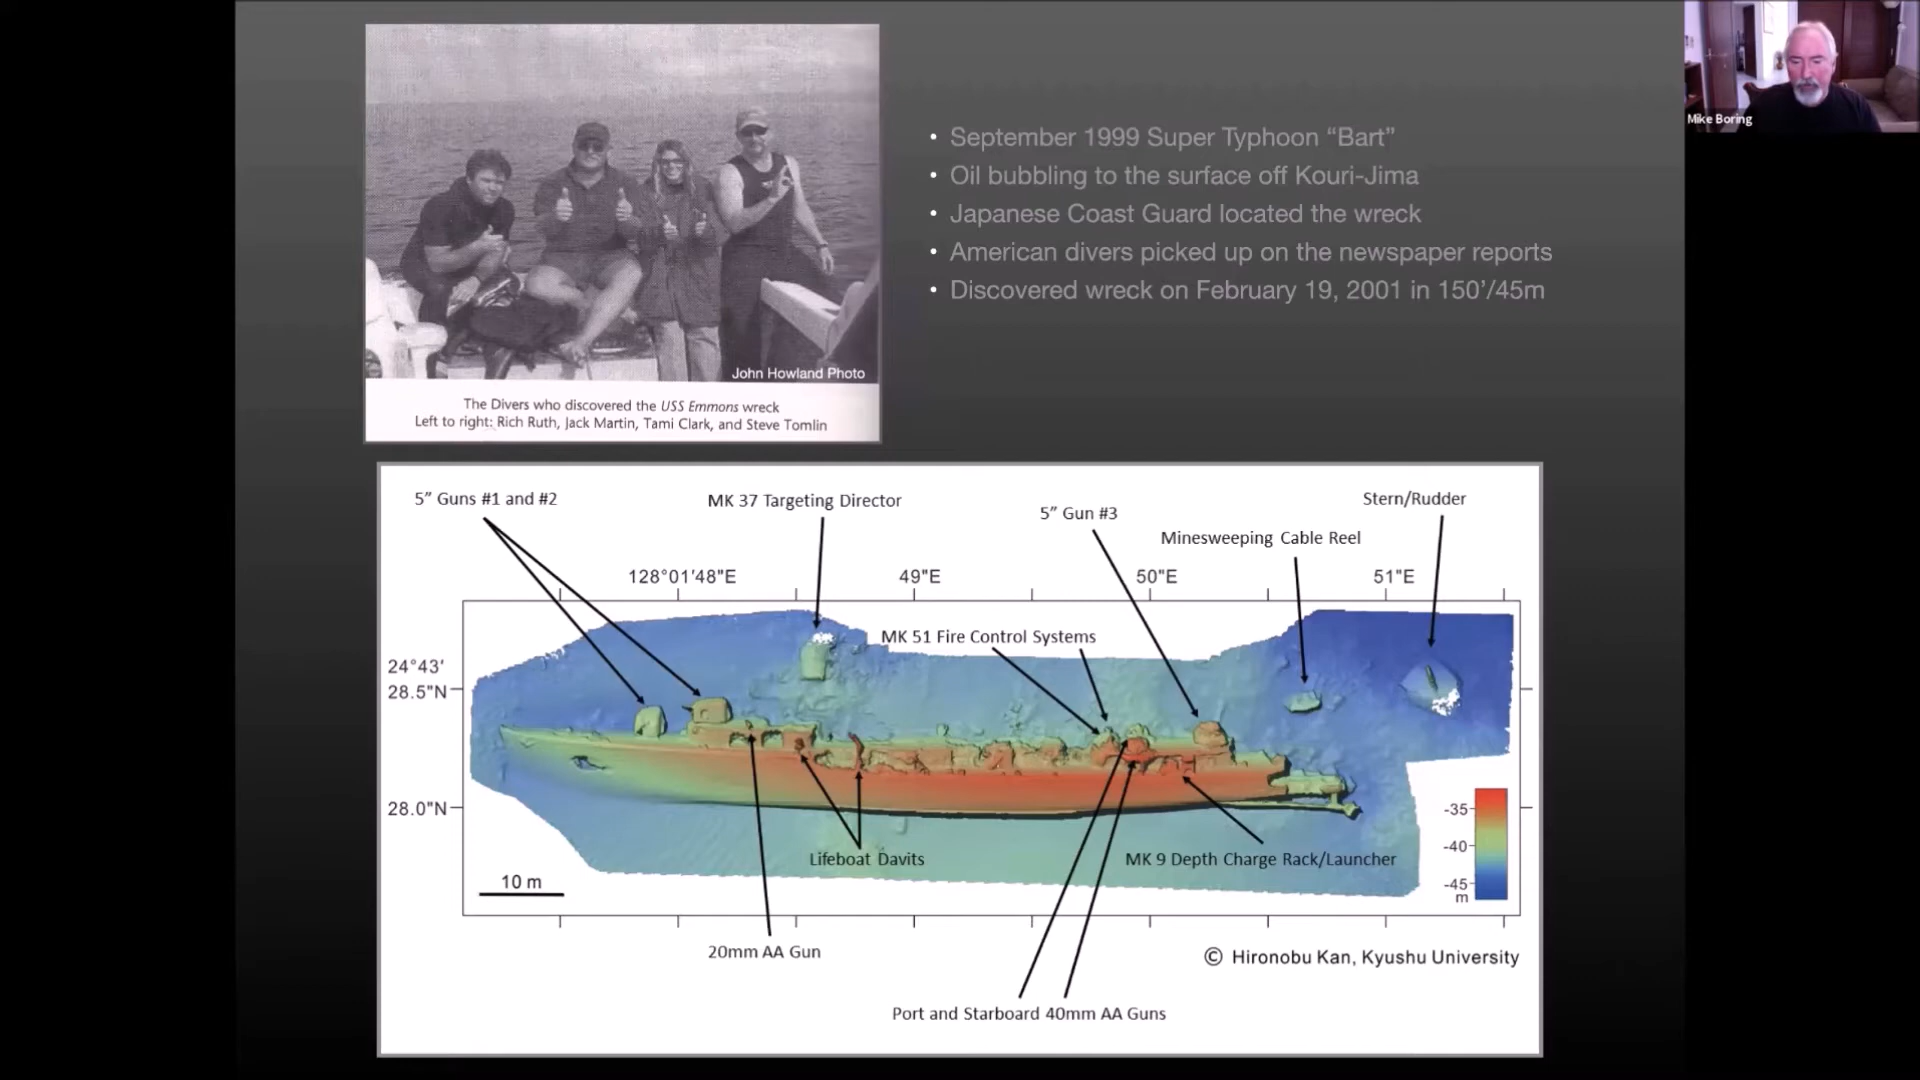 Mike Boring
• September 1999 Super Typhoon “Bart”
• Oil bubbling to the surface off Kouri-Jima
• Japanese Coast Guard located the wreck
• American divers picked up on the newspaper reports
• Discovered wreck on February 19, 2001 in 150’/45m
John Howland Photo
The Divers who discovered the USS Emmons wreck
Left to right: Rich Ruth, Jack Martin, Tami Clark, and Steve Tomlin
5” Guns #1 and #2
MK 37 Targeting Director
5” Gun #3
Stern/Rudder
Minesweeping Cable Reel
128°01'48"E
49"E
50"E
51"E
MK 51 Fire Control Systems
24°43'
28.5"N
28.0"N
-35
-40
-45
m
Lifeboat Davits
MK 9 Depth Charge Rack/Launcher
10 m
20mm AA Gun
© Hironobu Kan, Kyushu University
Port and Starboard 40mm AA Guns